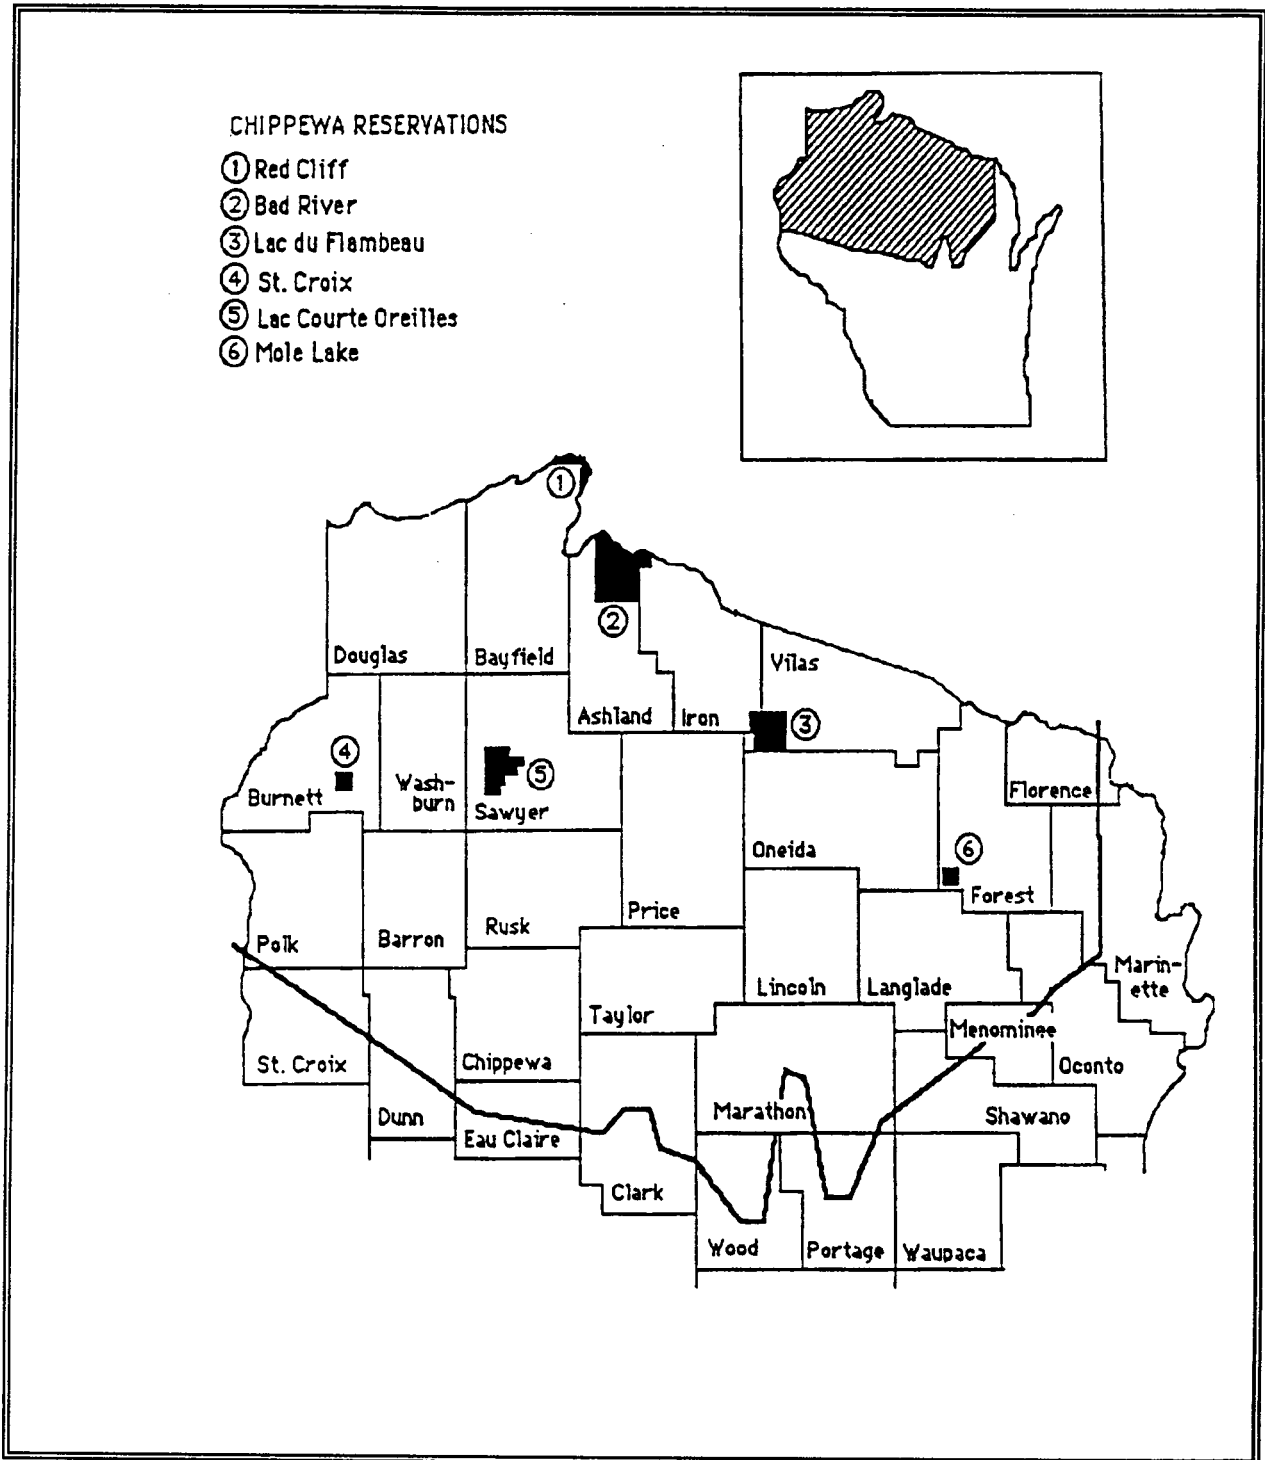 CHIPPEWA RESERVATIONS
① Red Cliff
② Bad River
③ Lac du Flambeau
④ St. Croix
⑤ Lac Courte Oreilles
⑥ Mole Lake
①
②
Douglas
Bayfield
Vilas
Ashland
Iron
③
④
⑤
Burnett
Wash-
burn
Sawyer
Florence
Oneida
⑥
Forest
Price
Rusk
Polk
Barron
Marin-
ette
Lincoln
Langlade
Taylor
Menominee
St. Croix
Chippewa
Oconto
Marathon
Shawano
Dunn
Eau Claire
Clark
Wood
Portage
Waupaca